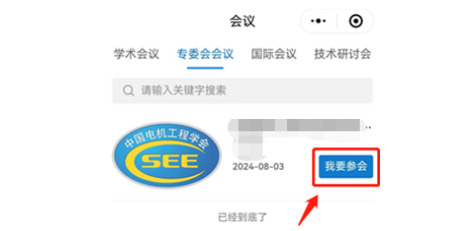 会议
学术会议 专委会会议 国际会议 技术研讨会
请输入关键字搜索
中国电机工程学会
CSEE
2024-08-03 我要参会
已经到底了